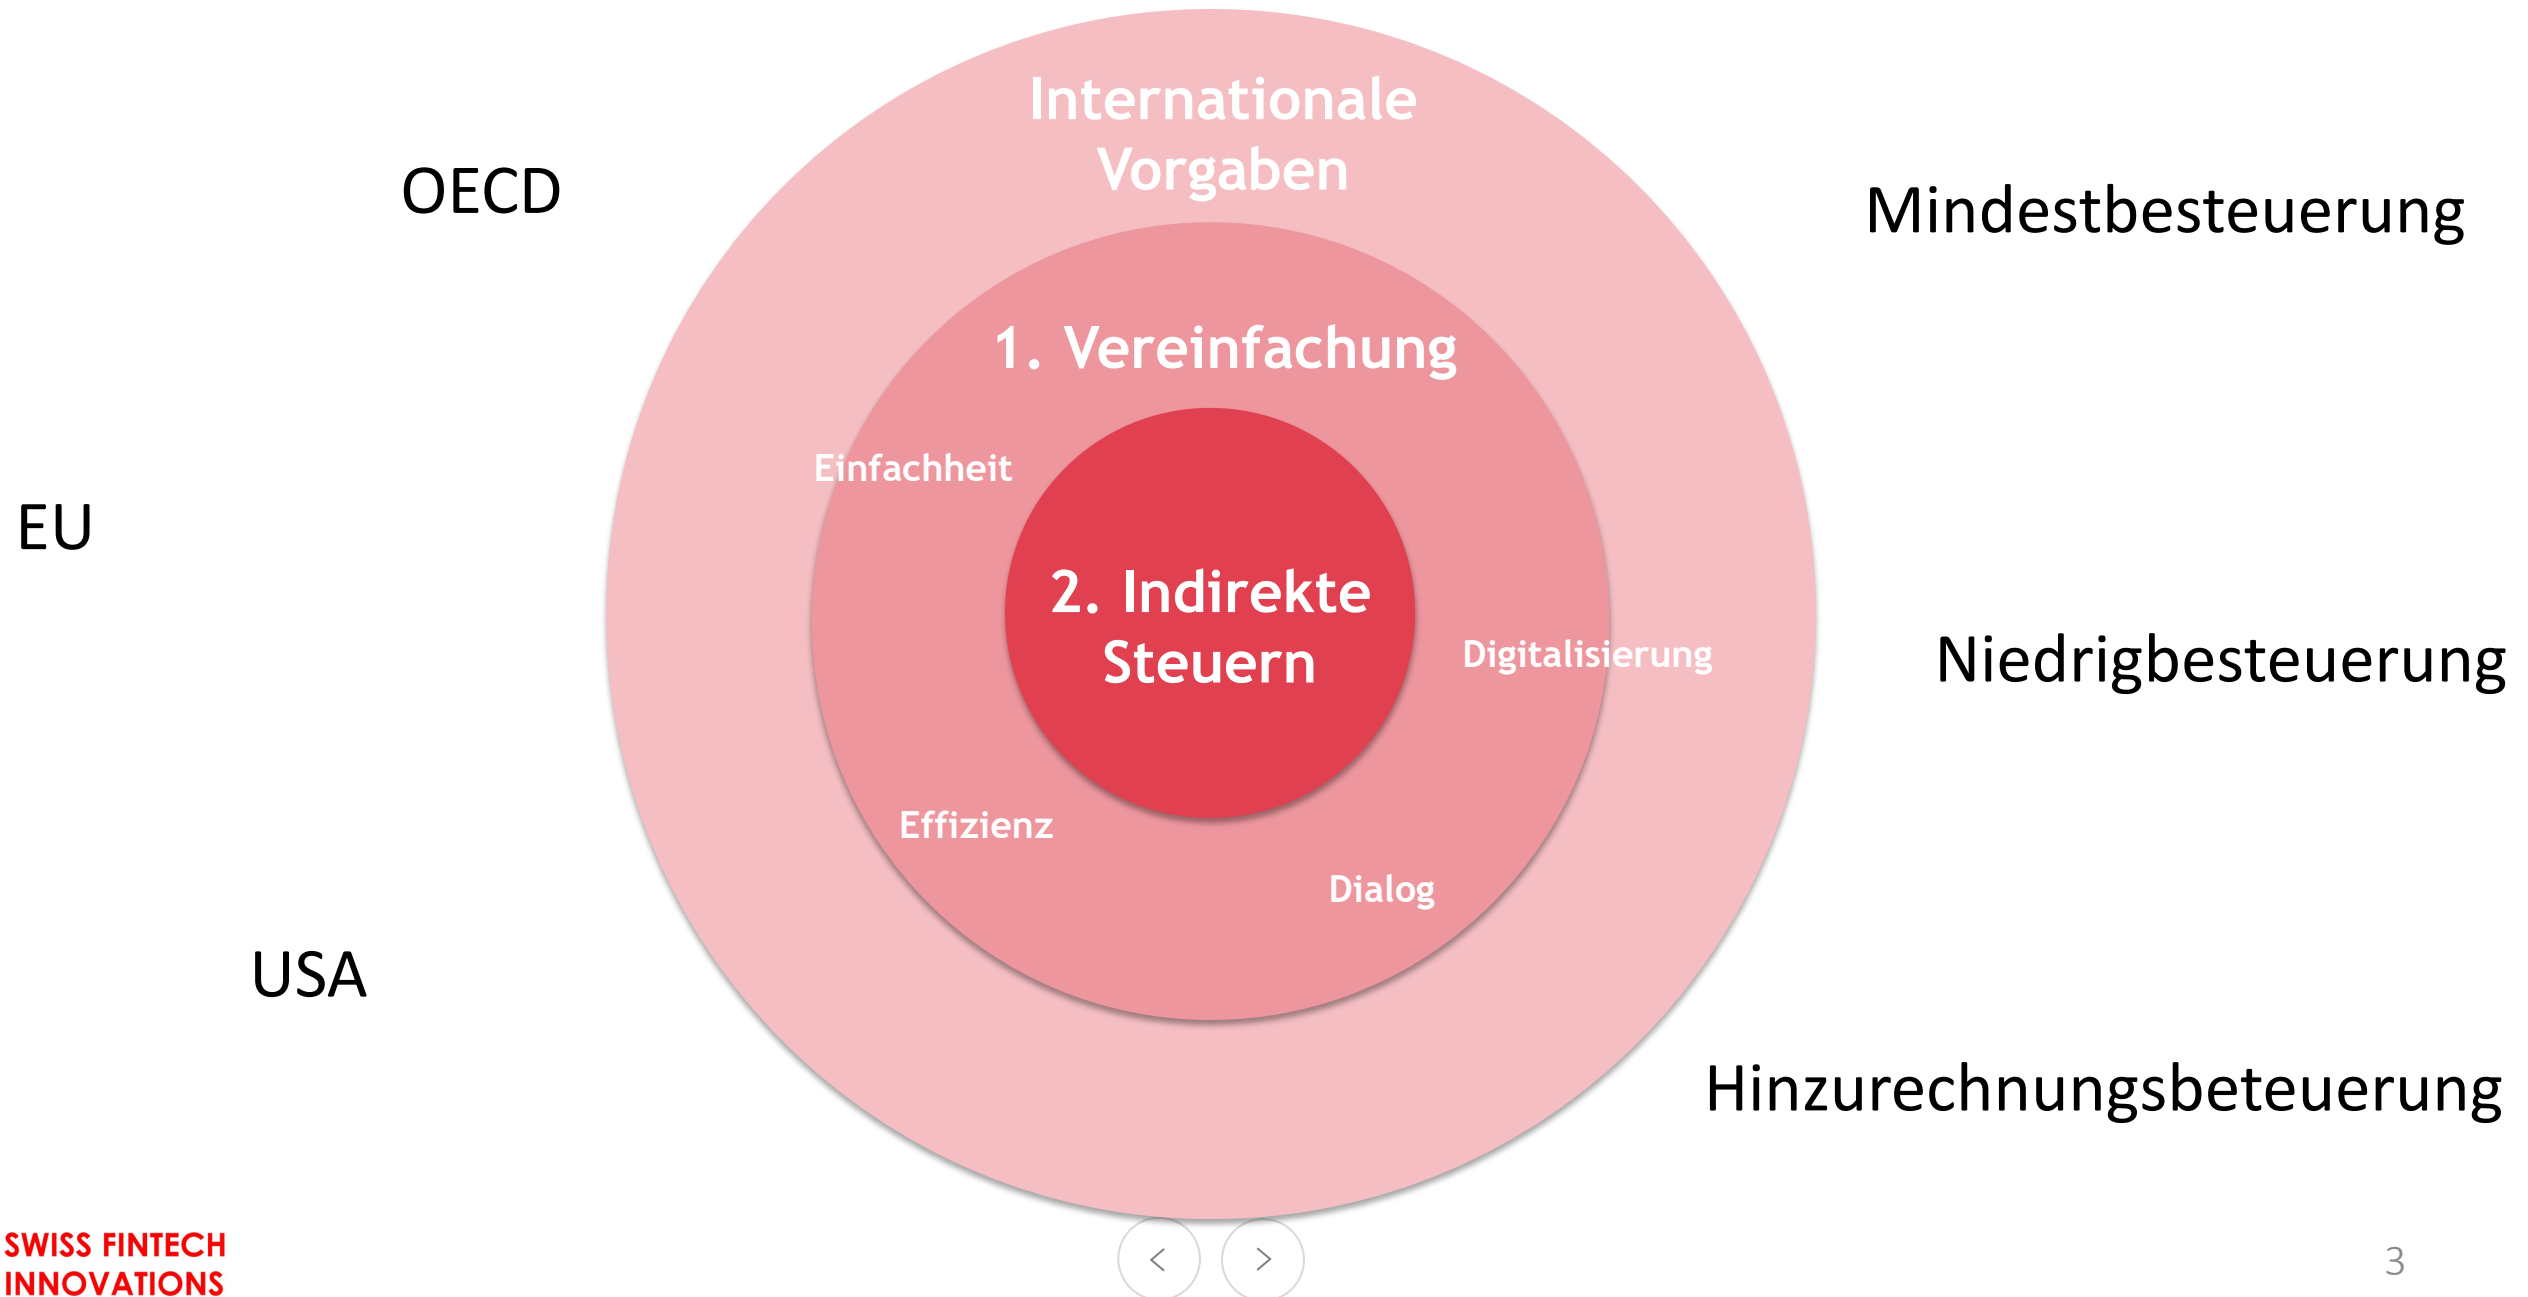 Internationale
Vorgaben
OECD
Mindestbesteuerung
1. Vereinfachung
Einfachheit
EU
2. Indirekte
Steuern
Digitalisierung
Niedrigbesteuerung
Effizienz
Dialog
USA
Hinzurechnungsbeteuerung
SWISS FINTECH
INNOVATIONS
3